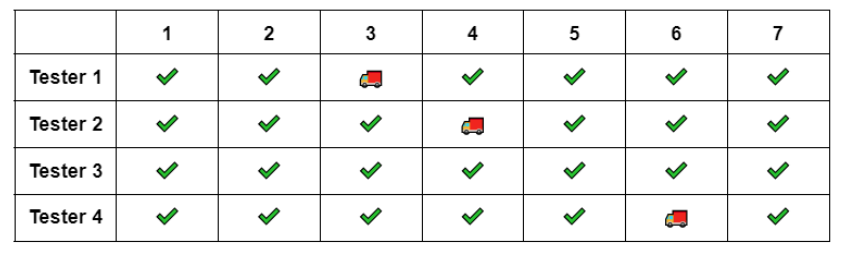 1 2 3 4 5 6 7
Tester 1
Tester 2
Tester 3
Tester 4